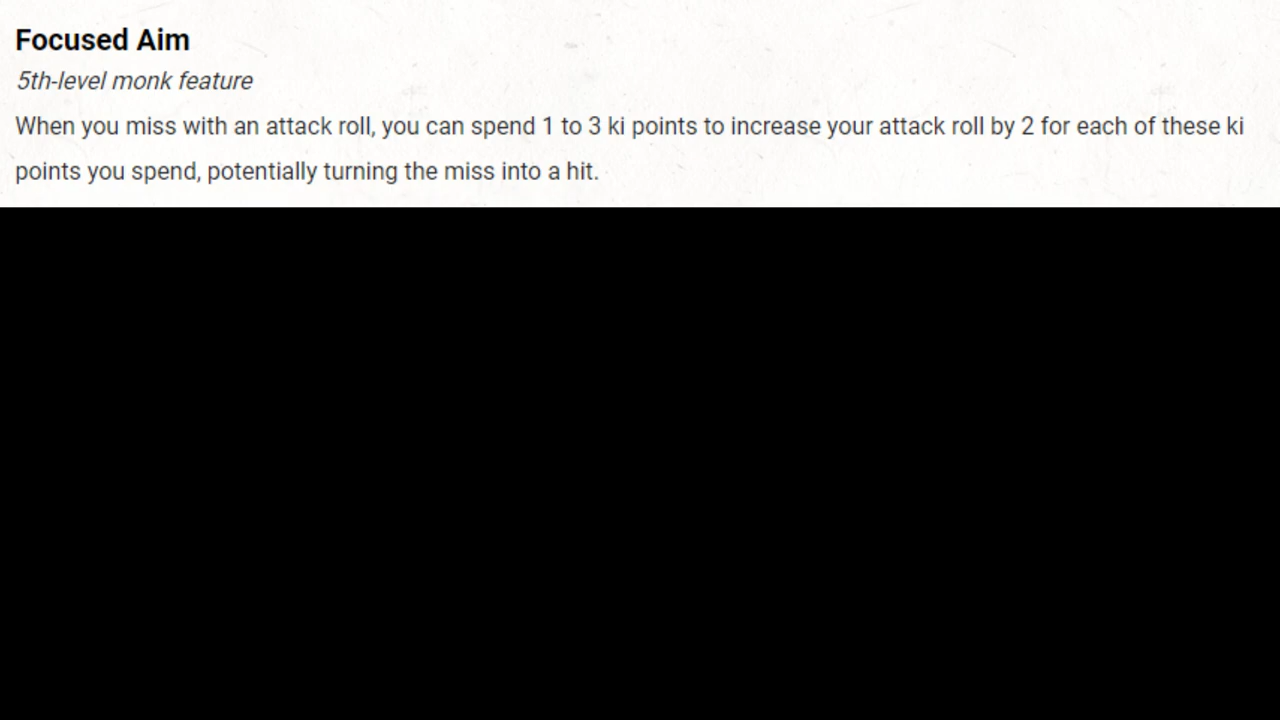 Focused Aim
5th-level monk feature
When you miss with an attack roll, you can spend 1 to 3 ki points to increase your attack roll by 2 for each of these ki
points you spend, potentially turning the miss into a hit.